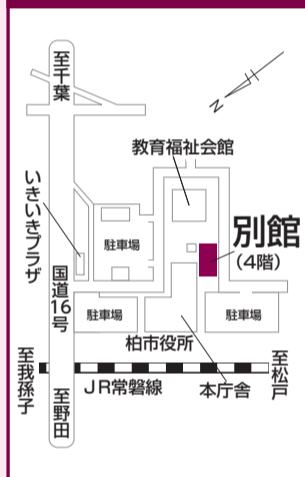 至千葉
N
教育福祉会館
いきいきプラザ
駐車場
別館
(4階)
国道16号
駐車場
駐車場
柏市役所
至我孫子
至野田
JR常磐線
本庁舎
至松戸